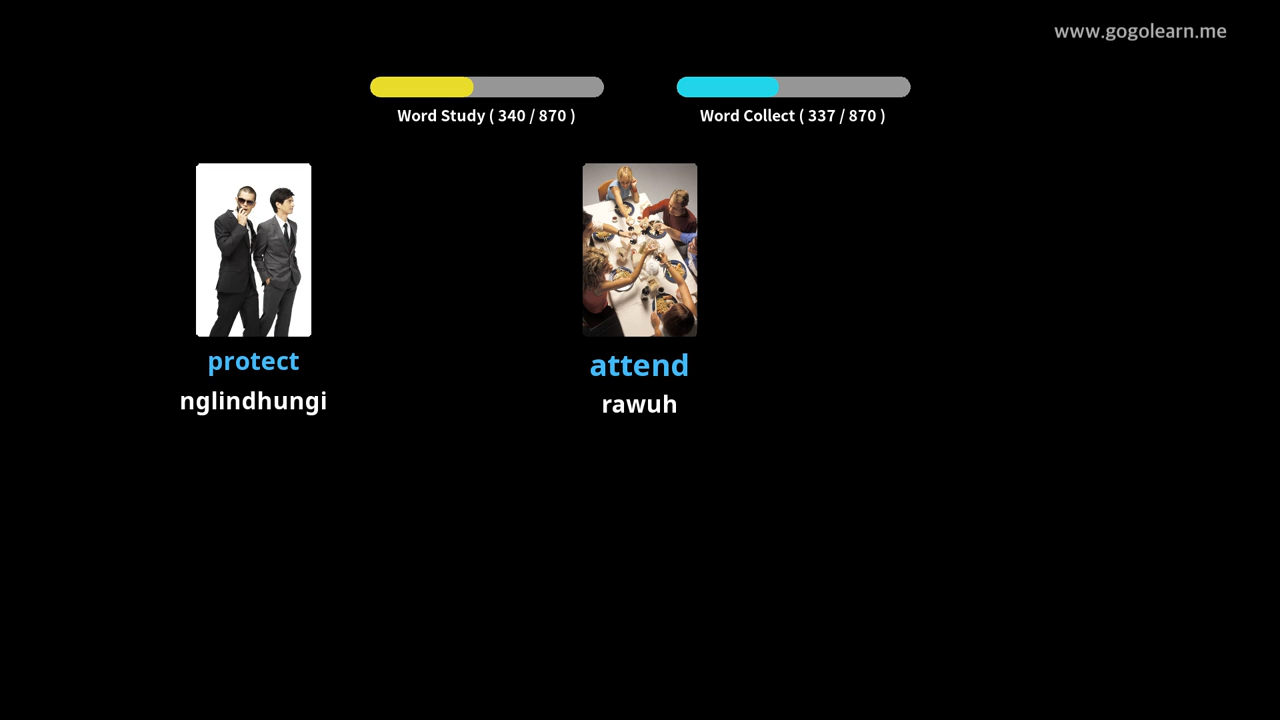 www.gogolearn.me
Word Study ( 340 / 870 )
Word Collect ( 337 / 870 )
protect
nglindhungi
attend
rawuh